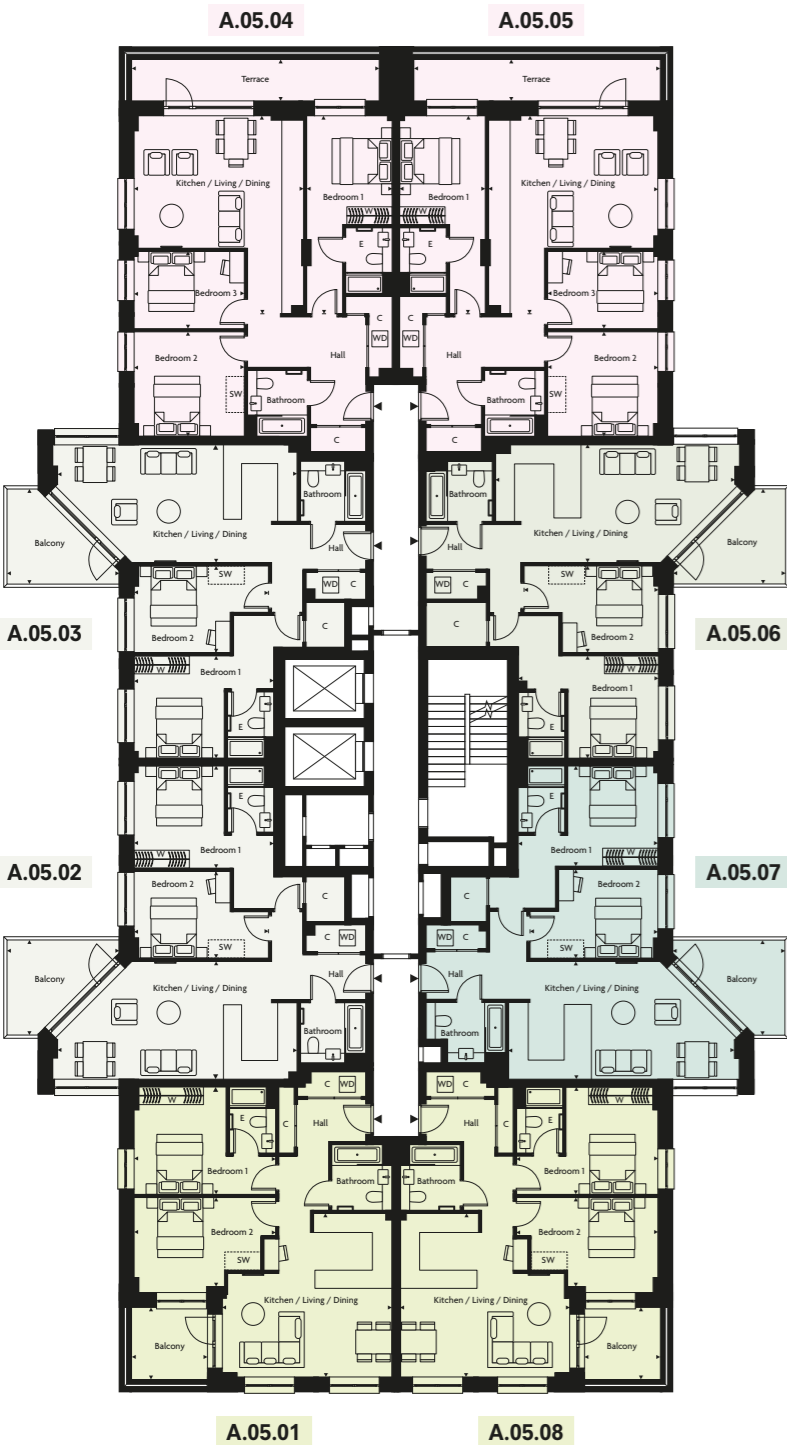 A.05.04
A.05.05
Terrace
Terrace
Kitchen / Living / Dining
Bedroom 1
Bedroom 1
Kitchen / Living / Dining
W
W
E
E
Bedroom 3
Bedroom 3
C
C
WD
WD
Bedroom 2
Hall
Hall
Bedroom 2
SW
Bathroom
Bathroom
SW
C
C
Bathroom
Bathroom
Kitchen / Living / Dining
Kitchen / Living / Dining
Balcony
Hall
Hall
Balcony
SW
WD
C
WD
C
SW
A.05.03
Bedroom 2
C
C
Bedroom 2
A.05.06
W
Bedroom 1
W
Bedroom 1
E
E
E
E
W
Bedroom 1
Bedroom 1
W
A.05.02
Bedroom 2
C
C
Bedroom 2
A.05.07
SW
C
WD
WD
C
SW
Balcony
Hall
Hall
Balcony
Kitchen / Living / Dining
Kitchen / Living / Dining
Bathroom
Bathroom
C
WD
WD
C
W
W
E
C
Hall
Hall
C
E
Bedroom 1
Bathroom
Bathroom
Bedroom 1
Bedroom 2
Bedroom 2
SW
SW
Kitchen / Living / Dining
Kitchen / Living / Dining
Balcony
Balcony
A.05.01
A.05.08